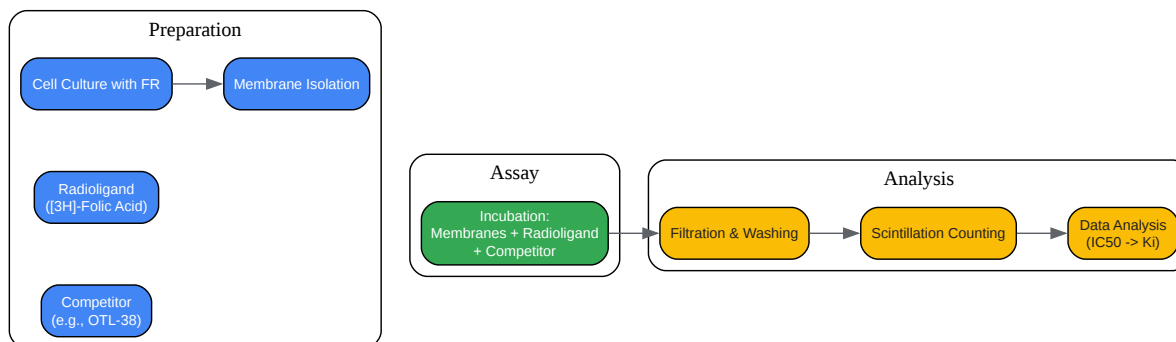 Preparation
Cell Culture with FR
Membrane Isolation
Radioligand
([3H]-Folic Acid)
Competitor
(e.g., OTL-38)
Assay
Incubation:
Membranes + Radioligand
+ Competitor
Analysis
Filtration & Washing
Scintillation Counting
Data Analysis
(IC50 -> Ki)